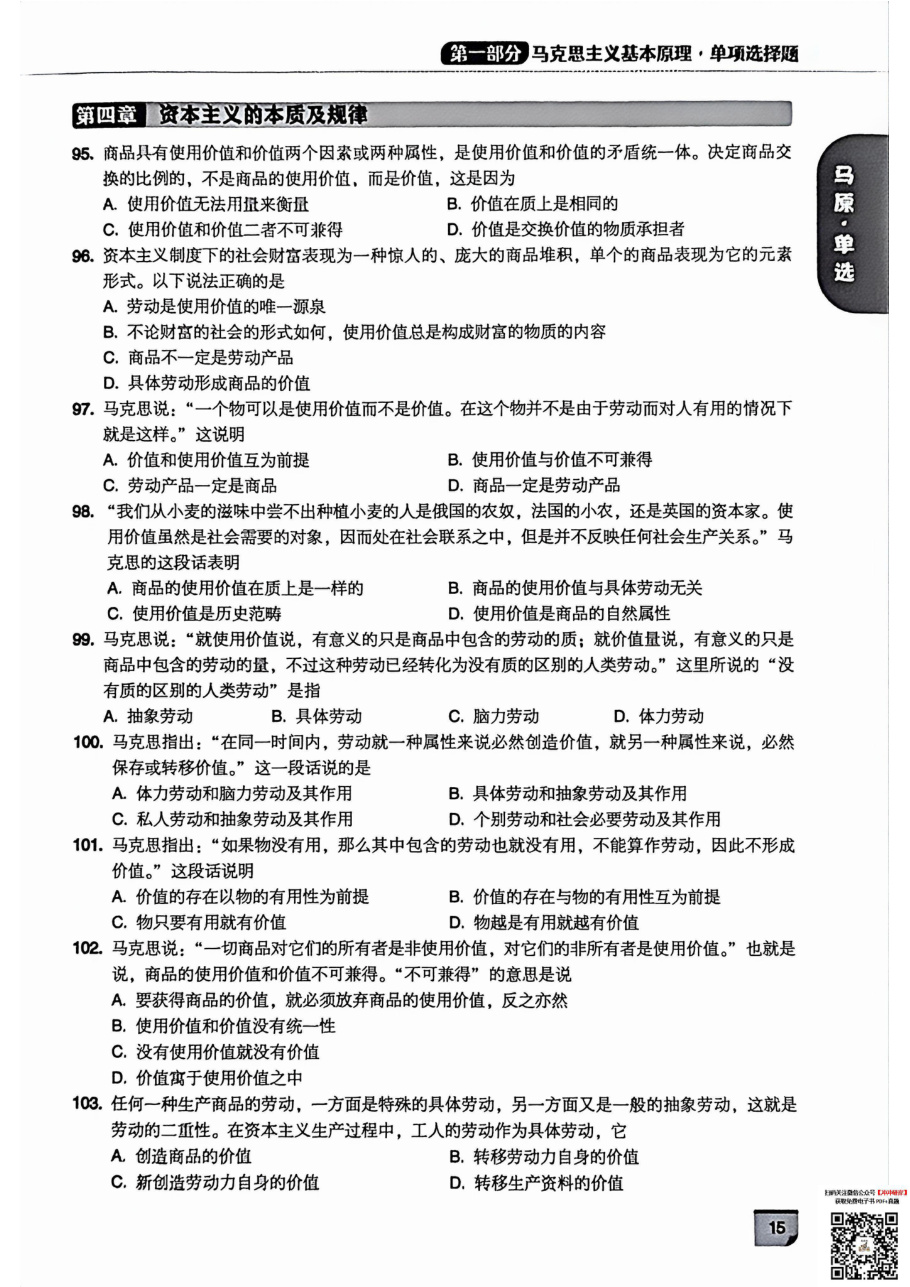 第一部分 马克思主义基本原理·单项选择题
第四章 资本主义的本质及规律
95. 商品具有使用价值和价值两个因素或两种属性，是使用价值和价值的矛盾统一体。决定商品交
换的比例的，不是商品的使用价值，而是价值，这是因为
A. 使用价值无法用量来衡量 B. 价值在质上是相同的
C. 使用价值和价值二者不可兼得 D. 价值是交换价值的物质承担者
96. 资本主义制度下的社会财富表现为一种惊人的、庞大的商品堆积，单个的商品表现为它的元素
形式。以下说法正确的是
A. 劳动是使用价值的唯一源泉
B. 不论财富的社会的形式如何，使用价值总是构成财富的物质的内容
C. 商品不一定是劳动产品
D. 具体劳动形成商品的价值
97. 马克思说：“一个物可以是使用价值而不是价值。在这个物并不是由于劳动而对人有用的情况下
就是这样。”这说明
A. 价值和使用价值互为前提 B. 使用价值与价值不可兼得
C. 劳动产品一定是商品 D. 商品一定是劳动产品
98. “我们从小麦的滋味中尝不出种植小麦的人是俄国的农奴，法国的小农，还是英国的资本家。使
用价值虽然是社会需要的对象，因而处在社会联系之中，但是并不反映任何社会生产关系。”马
克思的这段话表明
A. 商品的使用价值在质上是一样的 B. 商品的使用价值与具体劳动无关
C. 使用价值是历史范畴 D. 使用价值是商品的自然属性
99. 马克思说：“就使用价值说，有意义的只是商品中包含的劳动的质；就价值量说，有意义的只是
商品中包含的劳动的量，不过这种劳动已经转化为没有质的区别的人类劳动。”这里所说的“没
有质的区别的人类劳动”是指
A. 抽象劳动 B. 具体劳动 C. 脑力劳动 D. 体力劳动
100. 马克思指出：“在同一时间内，劳动就一种属性来说必然创造价值，就另一种属性来说，必然
保存或转移价值。”这一段话说的是
A. 体力劳动和脑力劳动及其作用 B. 具体劳动和抽象劳动及其作用
C. 私人劳动和抽象劳动及其作用 D. 个别劳动和社会必要劳动及其作用
101. 马克思指出：“如果物没有用，那么其中包含的劳动也就没有用，不能算作劳动，因此不形成
价值。”这段话说明
A. 价值的存在以物的有用性为前提 B. 价值的存在与物的有用性互为前提
C. 物只要有用就有价值 D. 物越是有用就越有价值
102. 马克思说：“一切商品对它们的所有者是非使用价值，对它们的非所有者是使用价值。”也就是
说，商品的使用价值和价值不可兼得。“不可兼得”的意思是说
A. 要获得商品的价值，就必须放弃商品的使用价值，反之亦然
B. 使用价值和价值没有统一性
C. 没有使用价值就没有价值
D. 价值寓于使用价值之中
103. 任何一种生产商品的劳动，一方面是特殊的具体劳动，另一方面又是一般的抽象劳动，这就是
劳动的二重性。在资本主义生产过程中，工人的劳动作为具体劳动，它
A. 创造商品的价值 B. 转移劳动力自身的价值
C. 新创造劳动力自身的价值 D. 转移生产资料的价值
马原·单选
15
扫码关注微信公众号【冲冲研资】
获取免费电子书PDF+真题